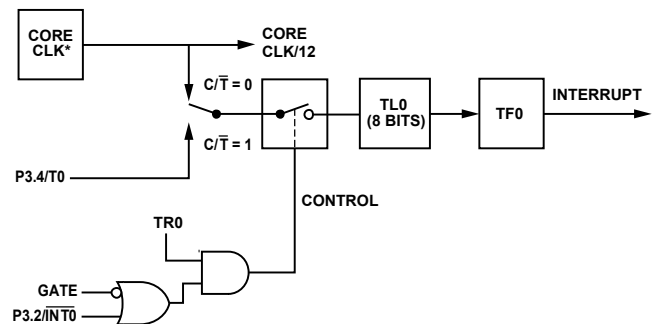 CORE
CLK*
CORE
CLK/12
C/T̅ = 0
C/T̅ = 1
TL0
(8 BITS)
TF0
INTERRUPT
P3.4/T0
CONTROL
TR0
GATE
P3.2/I̅N̅T̅0̅